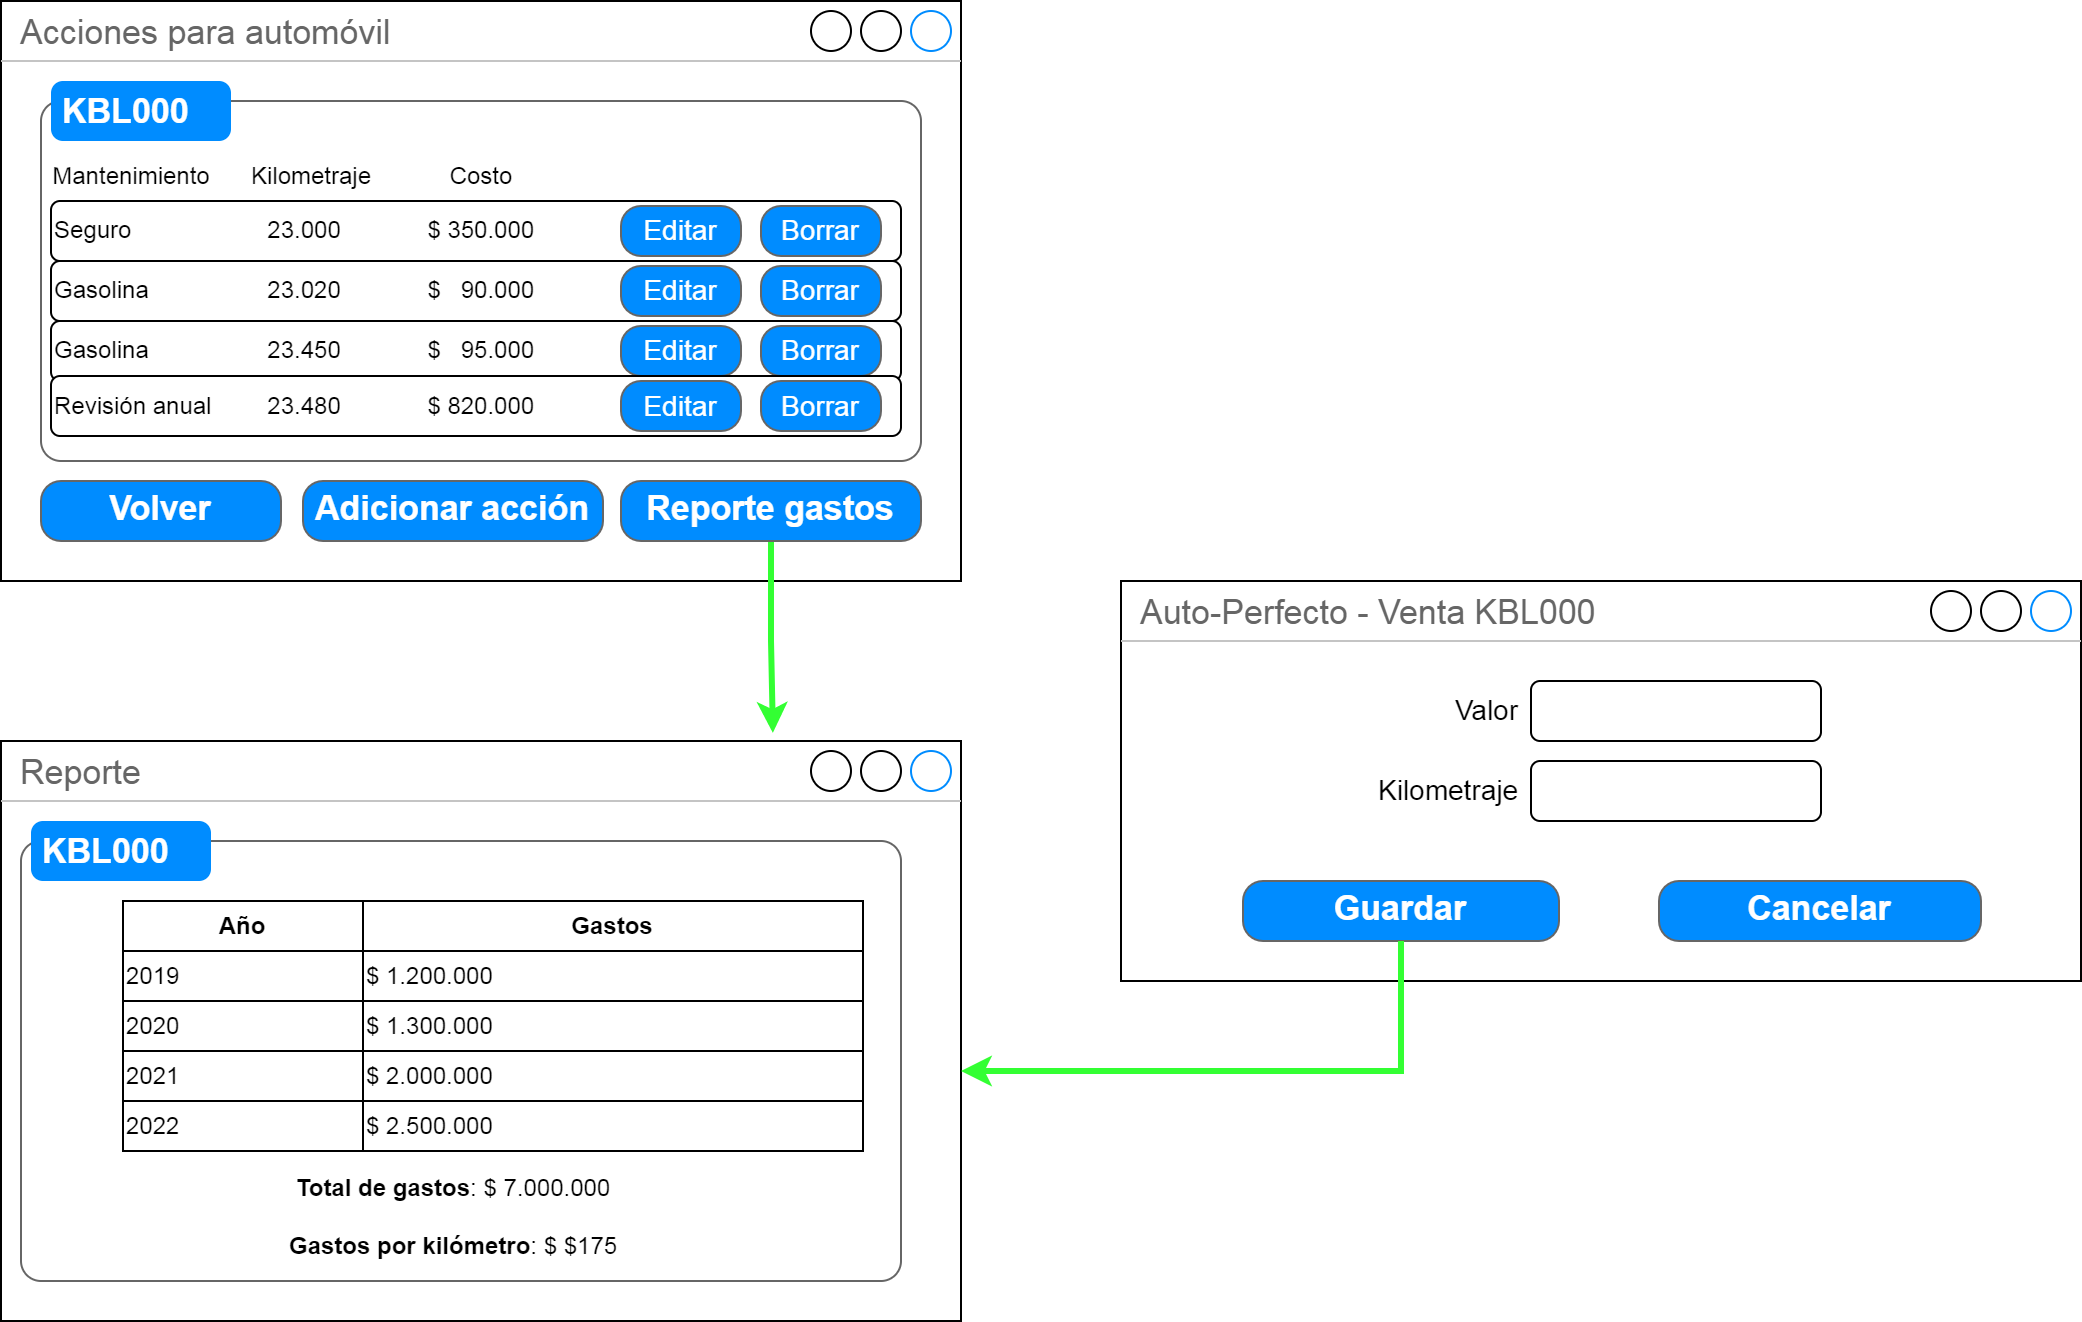 Acciones para automóvil
KBL000
Mantenimiento Kilometraje Costo
Seguro 23.000 $ 350.000 Editar Borrar
Gasolina 23.020 $ 90.000 Editar Borrar
Gasolina 23.450 $ 95.000 Editar Borrar
Revisión anual 23.480 $ 820.000 Editar Borrar
Volver Adicionar acción Reporte gastos
Auto-Perfecto - Venta KBL000
Valor
Kilometraje
Guardar Cancelar
Reporte
KBL000
Año Gastos
2019 $ 1.200.000
2020 $ 1.300.000
2021 $ 2.000.000
2022 $ 2.500.000
Total de gastos: $ 7.000.000
Gastos por kilómetro: $ $175